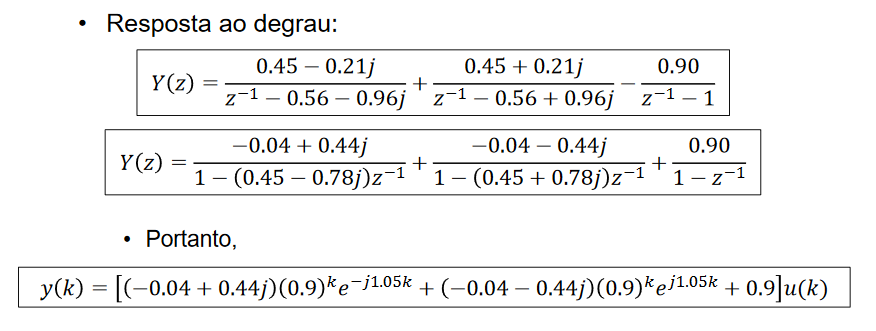 • Resposta ao degrau:
Y(z) = \frac{0.45 − 0.21j}{z^{−1} − 0.56 − 0.96j} + \frac{0.45 + 0.21j}{z^{−1} − 0.56 + 0.96j} − \frac{0.90}{z^{−1} − 1}
Y(z) = \frac{−0.04 + 0.44j}{1 − (0.45 − 0.78j)z^{−1}} + \frac{−0.04 − 0.44j}{1 − (0.45 + 0.78j)z^{−1}} + \frac{0.90}{1 − z^{−1}}
• Portanto,
y(k) = [(−0.04 + 0.44j)(0.9)^{k}e^{−j1.05k} + (−0.04 − 0.44j)(0.9)^{k}e^{j1.05k} + 0.9]u(k)